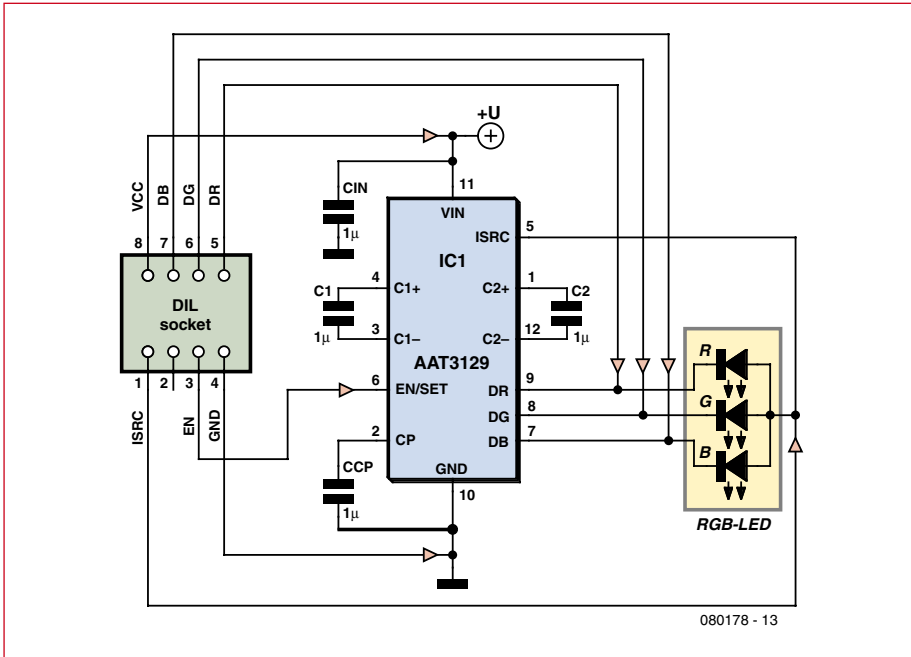 +U
VCC
DB
DG
DR
8 7 6 5
DIL
socket
1 2 3 4
ISRC
EN
GND
CIN
1µ
11
VIN
IC1
AAT3129
5
ISRC
4
C1+
C1
1µ
3
C1–
1
C2+
C2
1µ
12
C2–
6
EN/SET
2
CP
CCP
1µ
9
DR
8
DG
7
DB
GND
10
R
G
B
RGB-LED
080178 - 13